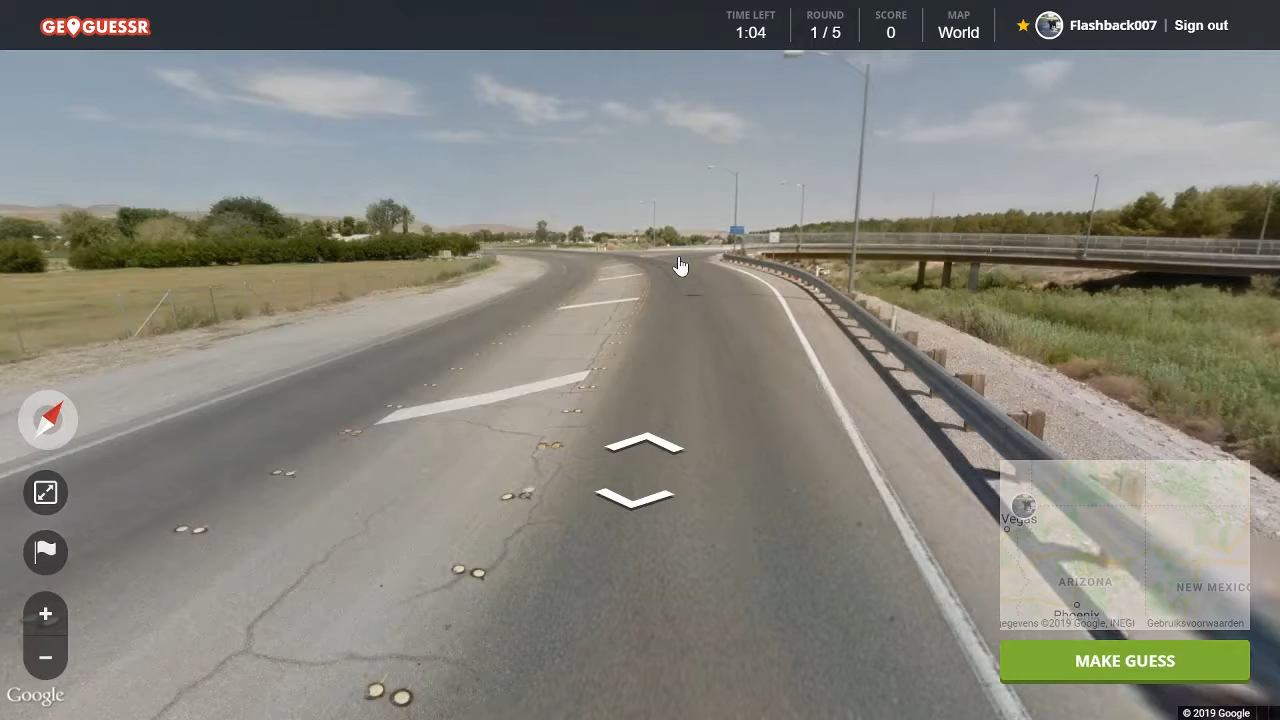 GEOGUESSR
TIME LEFT
1:04
ROUND
1 / 5
SCORE
0
MAP
World
Flashback007 | Sign out
Vegas
ARIZONA
NEW MEXICO
Phoenix
gegevens ©2019 Google, INEGI
Gebruiksvoorwaarden
MAKE GUESS
Google
© 2019 Google